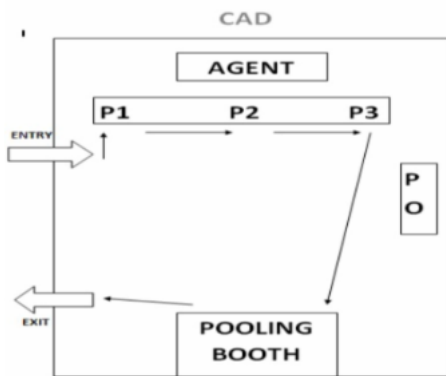 CAD
AGENT
P1 P2 P3
ENTRY
P
O
EXIT
POOLING
BOOTH